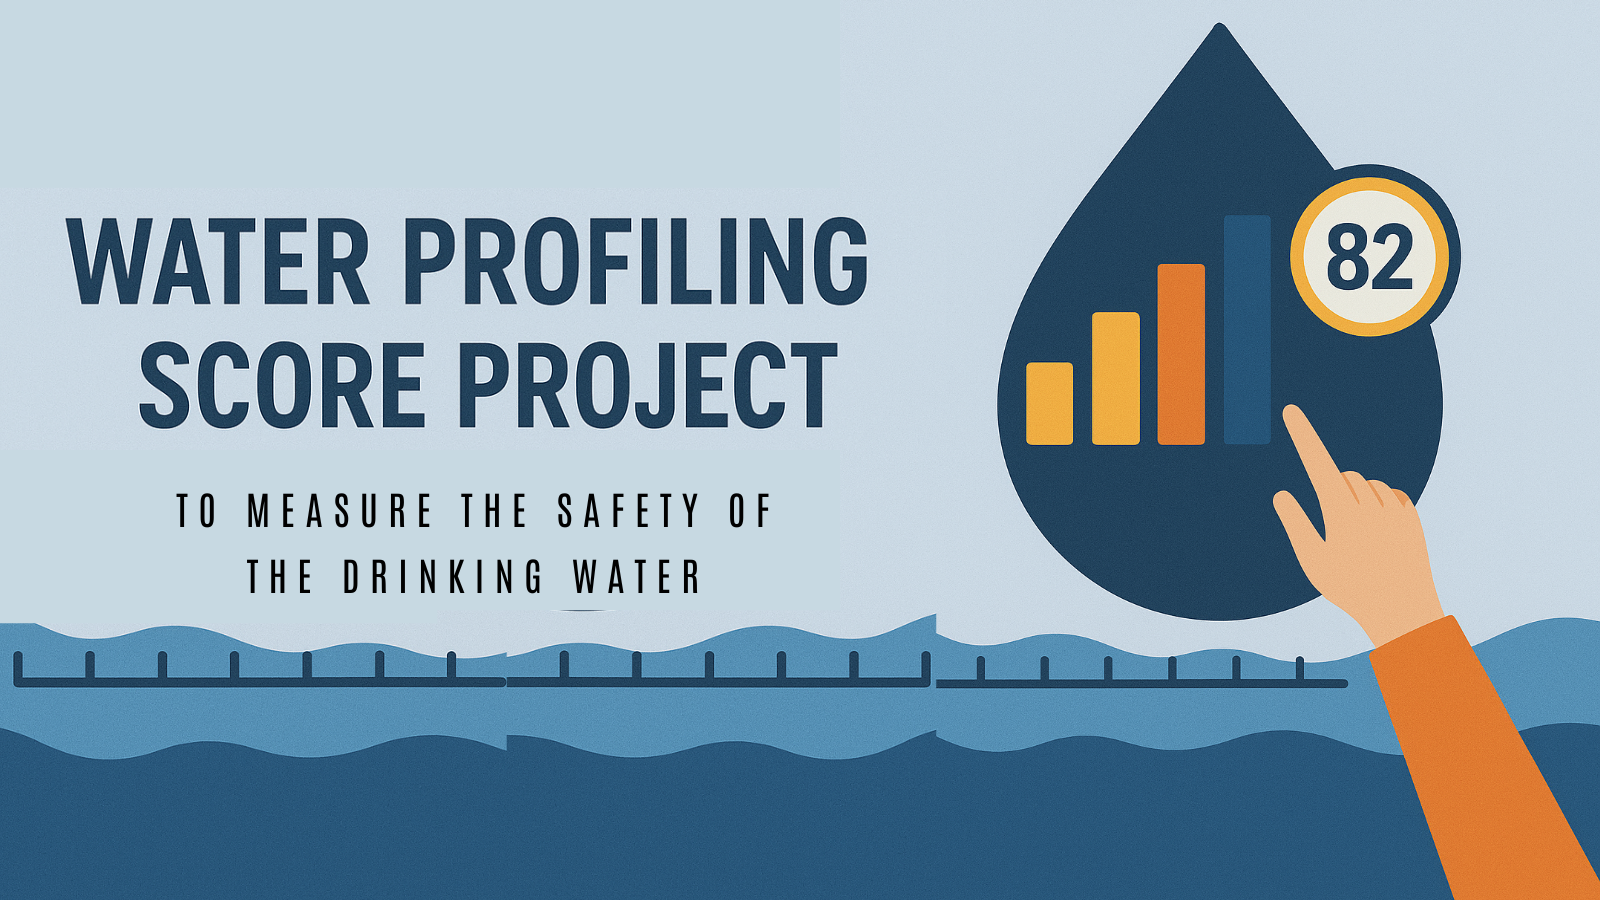 WATER PROFILING
SCORE PROJECT
TO MEASURE THE SAFETY OF
THE DRINKING WATER
82